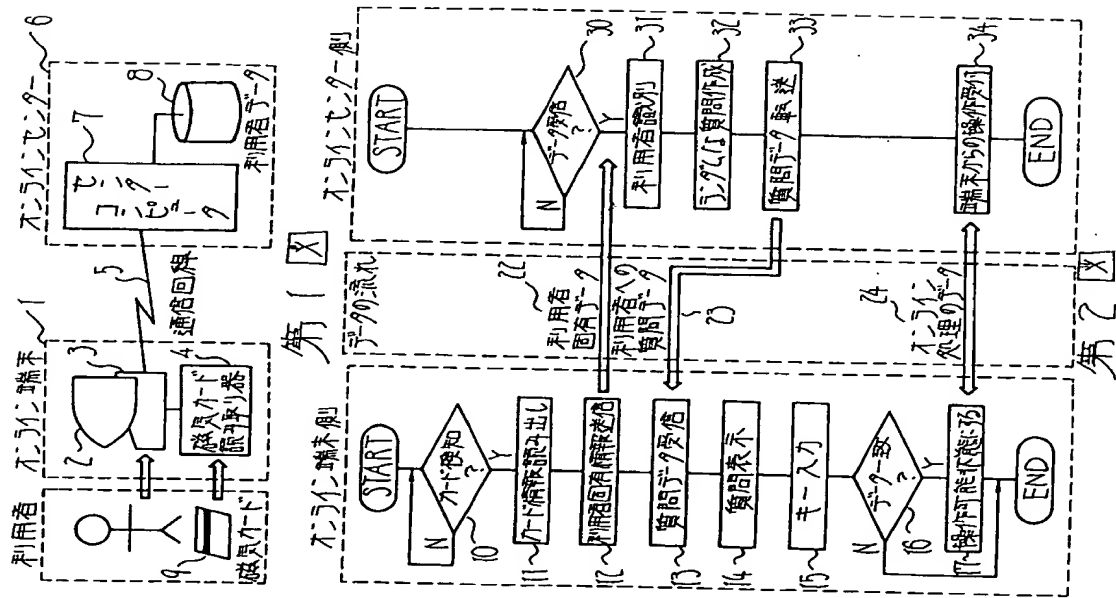 利用者
9
磁気カード
オンライン端末
1
2
3
磁気カード
読み取り器
4
通信回線
5
オンラインセンター
6
センター
コンピュータ
7
8
利用者データ
第1図
オンライン端末側
START
カード検知
?
N
Y
10
カード情報読み出し
11
利用者固有情報送信
12
質問データ受信
13
質問表示
14
キー入力
15
データ一致
?
N
Y
16
操作可能状態にする
17
END
データの流れ
22
利用者
固有データ
利用者への
質問データ
23
24
オンライン
処理のデータ
オンラインセンター側
START
データ受信
?
N
Y
30
利用者識別
31
ランダムな質問作成
32
質問データ転送
33
端末からの操作受付
34
END
第2図